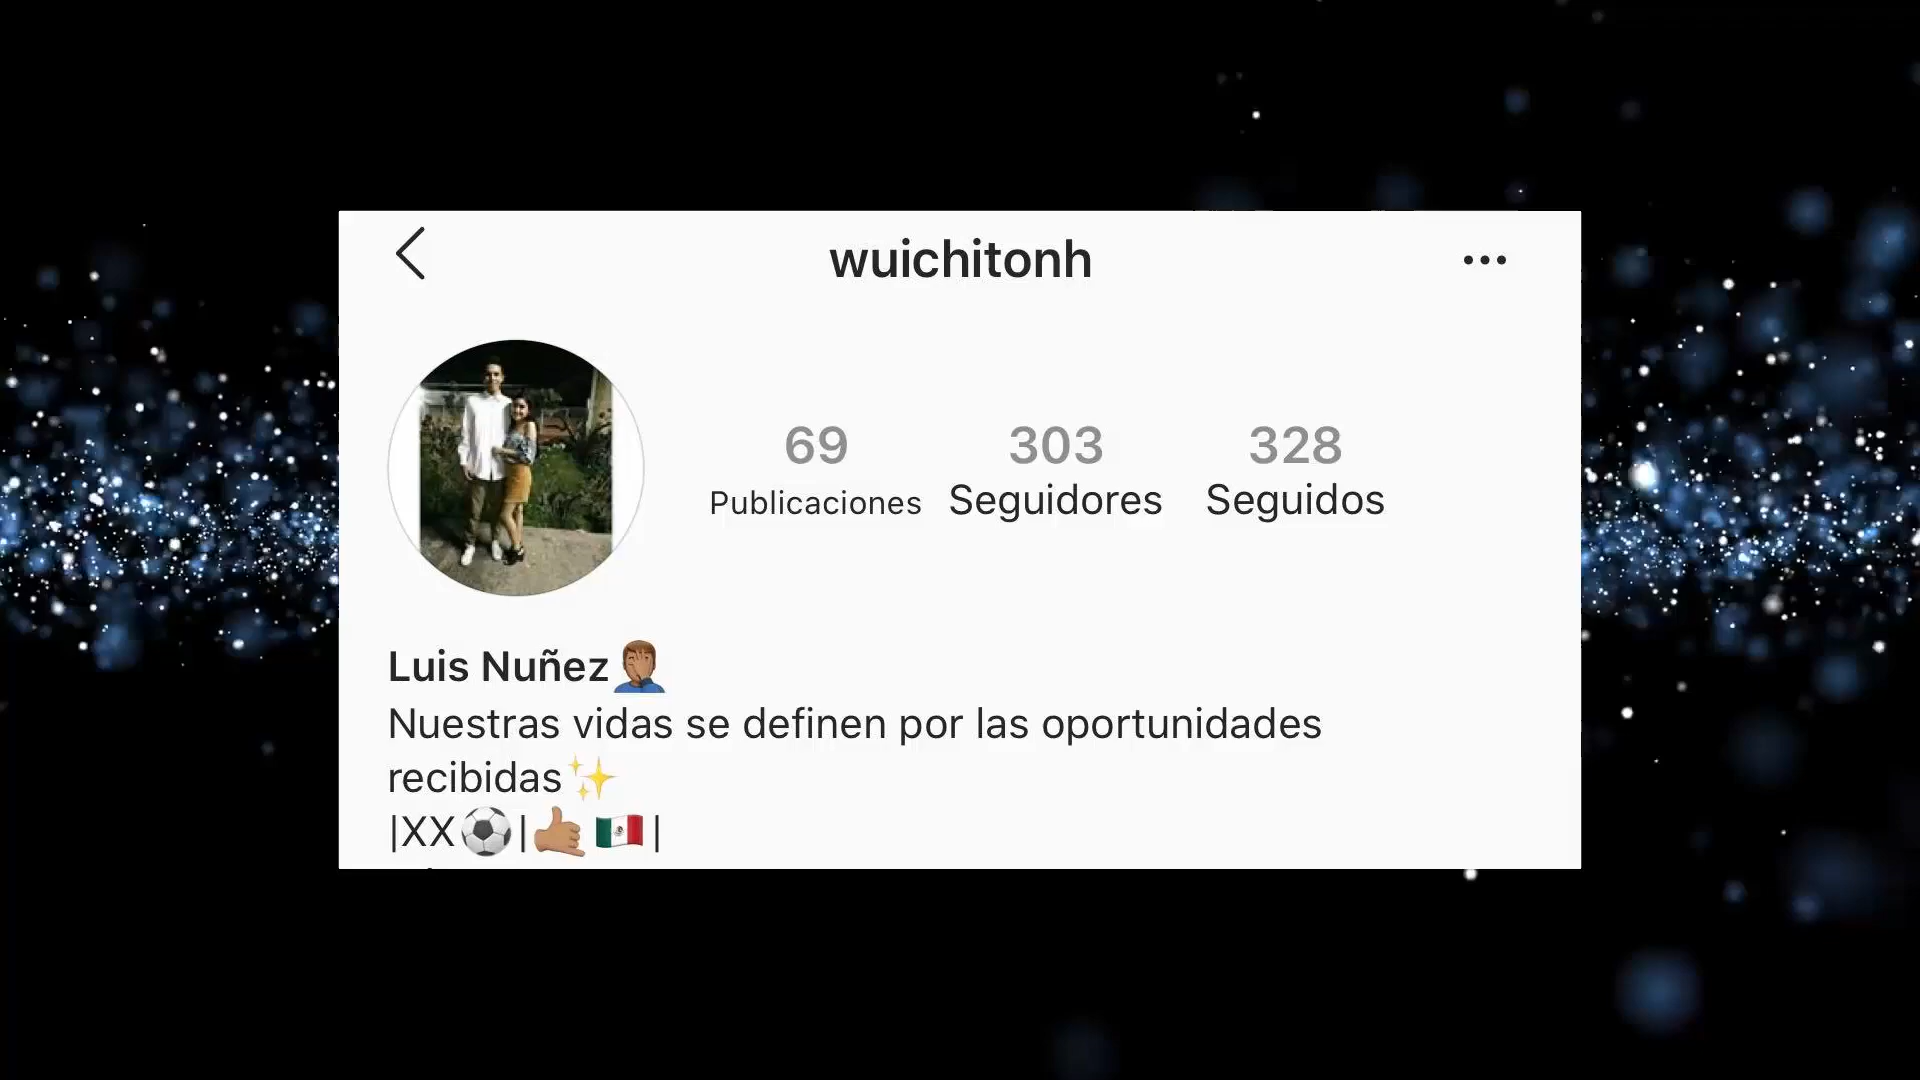 wuichitonh
69 303 328
Publicaciones Seguidores Seguidos
Luis Nuñez🤦🏽‍♂️
Nuestras vidas se definen por las oportunidades
recibidas✨
|XX⚽|🤙🏽🇲🇽|